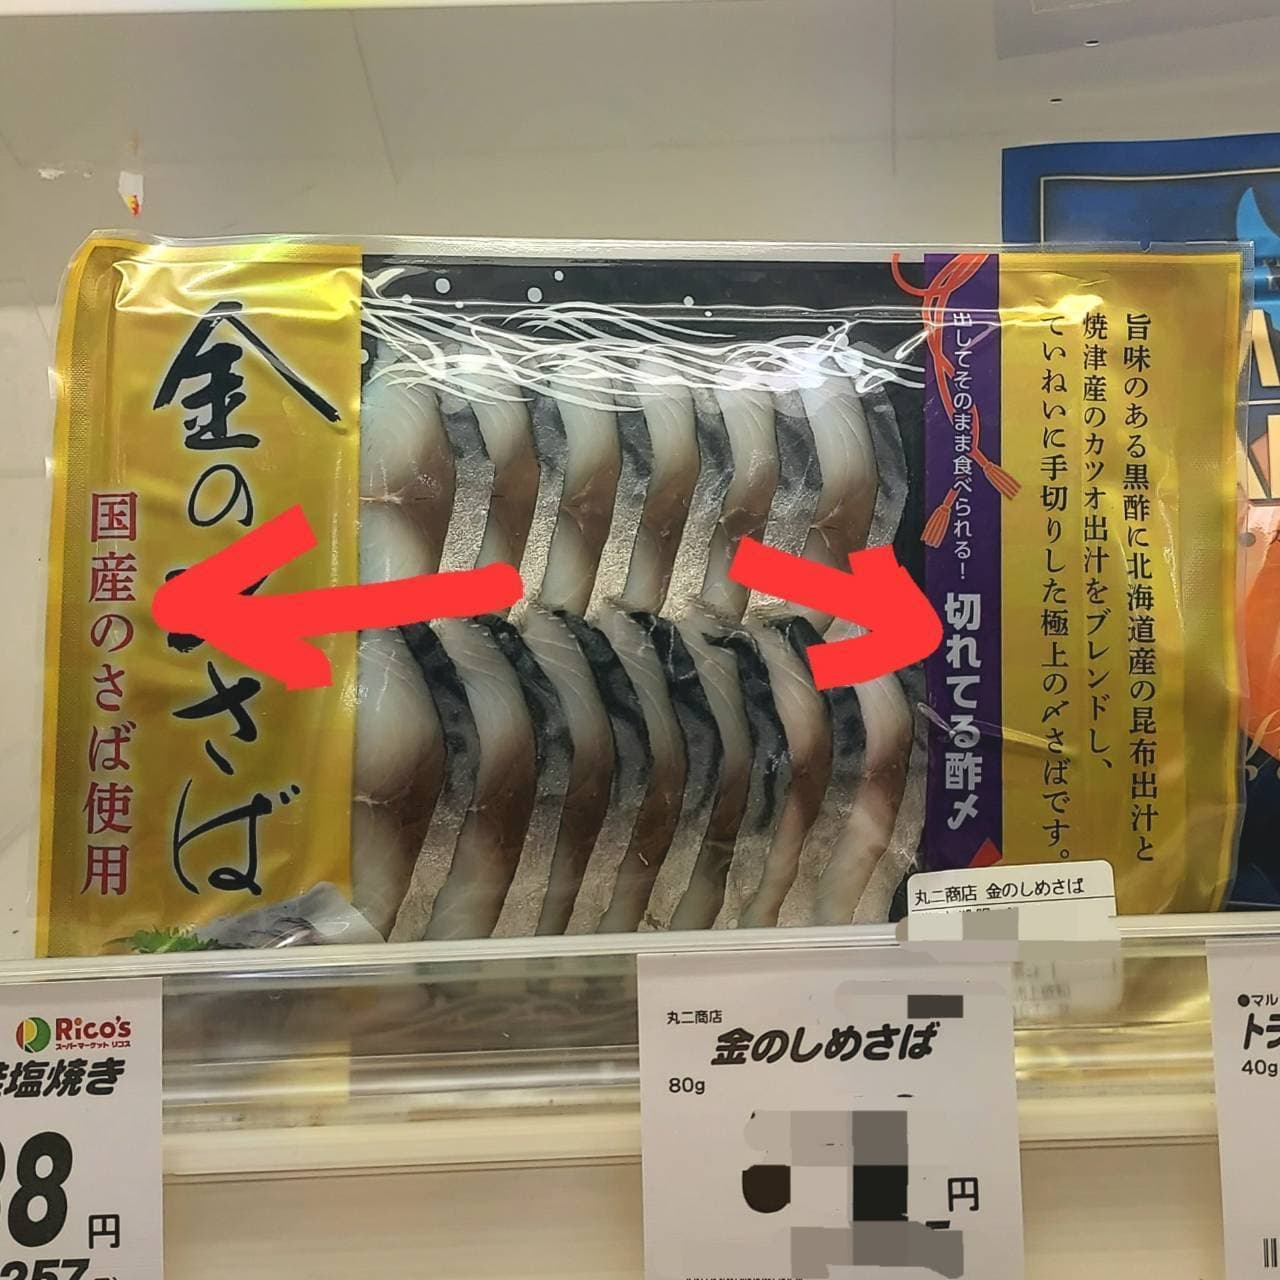 金の〆さば
国産のさば使用
出してそのまま食べられる!
切れてる酢〆
旨味のある黒酢に北海道産の昆布出汁と
焼津産のカツオ出汁をブレンドし、
ていねいに手切りした極上の〆さばです。
丸二商店 金のしめさば
Rico's
スーパーマーケット リコス
塩焼き
8
円
257
丸二商店
金のしめさば
80g
円
●マル
トラ
40g